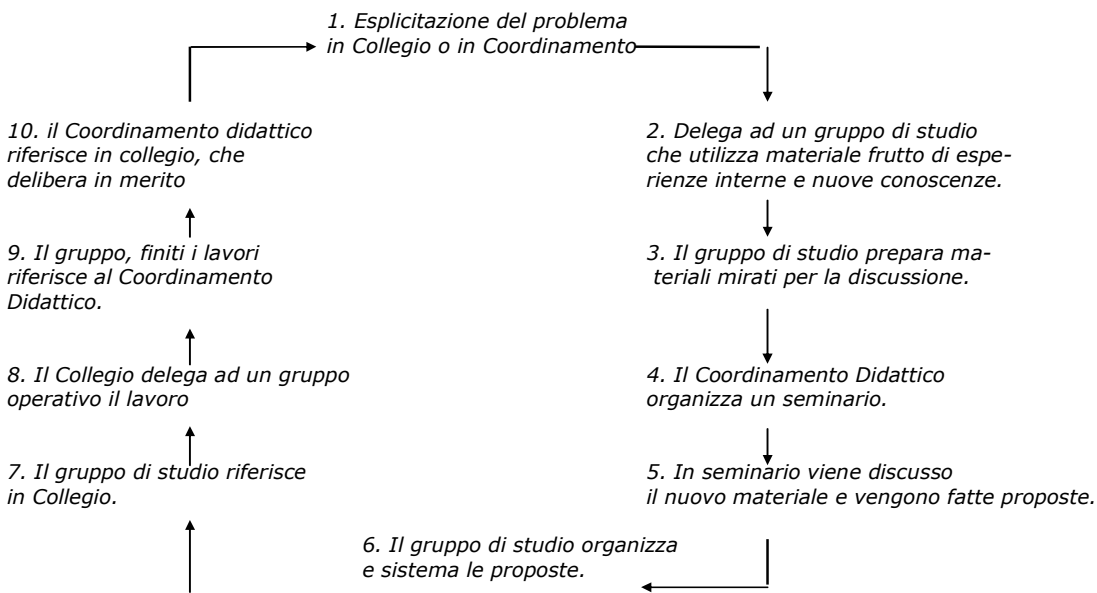 1. Esplicitazione del problema
in Collegio o in Coordinamento
2. Delega ad un gruppo di studio
che utilizza materiale frutto di espe-
rienze interne e nuove conoscenze.
3. Il gruppo di studio prepara ma-
teriali mirati per la discussione.
4. Il Coordinamento Didattico
organizza un seminario.
5. In seminario viene discusso
il nuovo materiale e vengono fatte proposte.
6. Il gruppo di studio organizza
e sistema le proposte.
7. Il gruppo di studio riferisce
in Collegio.
8. Il Collegio delega ad un gruppo
operativo il lavoro
9. Il gruppo, finiti i lavori
riferisce al Coordinamento
Didattico.
10. il Coordinamento didattico
riferisce in collegio, che
delibera in merito